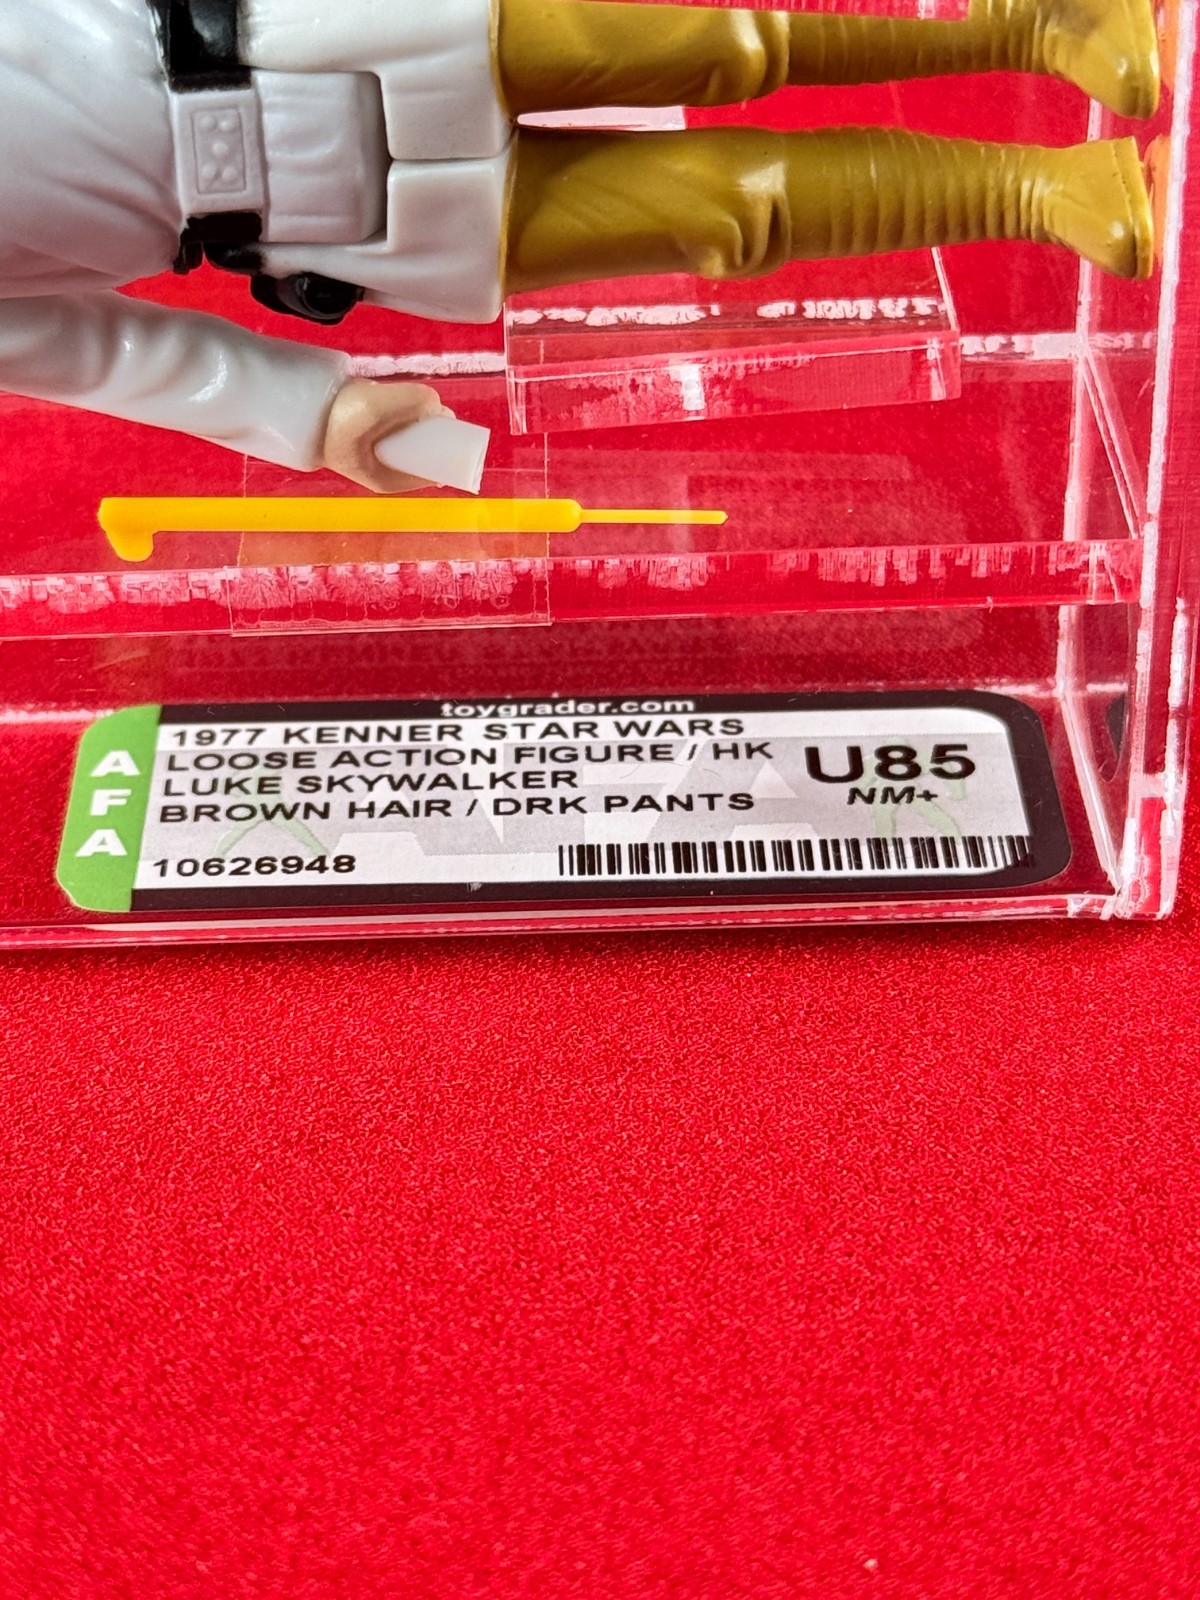 toygrader.com
AFA
1977 KENNER STAR WARS
LOOSE ACTION FIGURE / HK
LUKE SKYWALKER
BROWN HAIR / DRK PANTS
U85
NM+
10626948